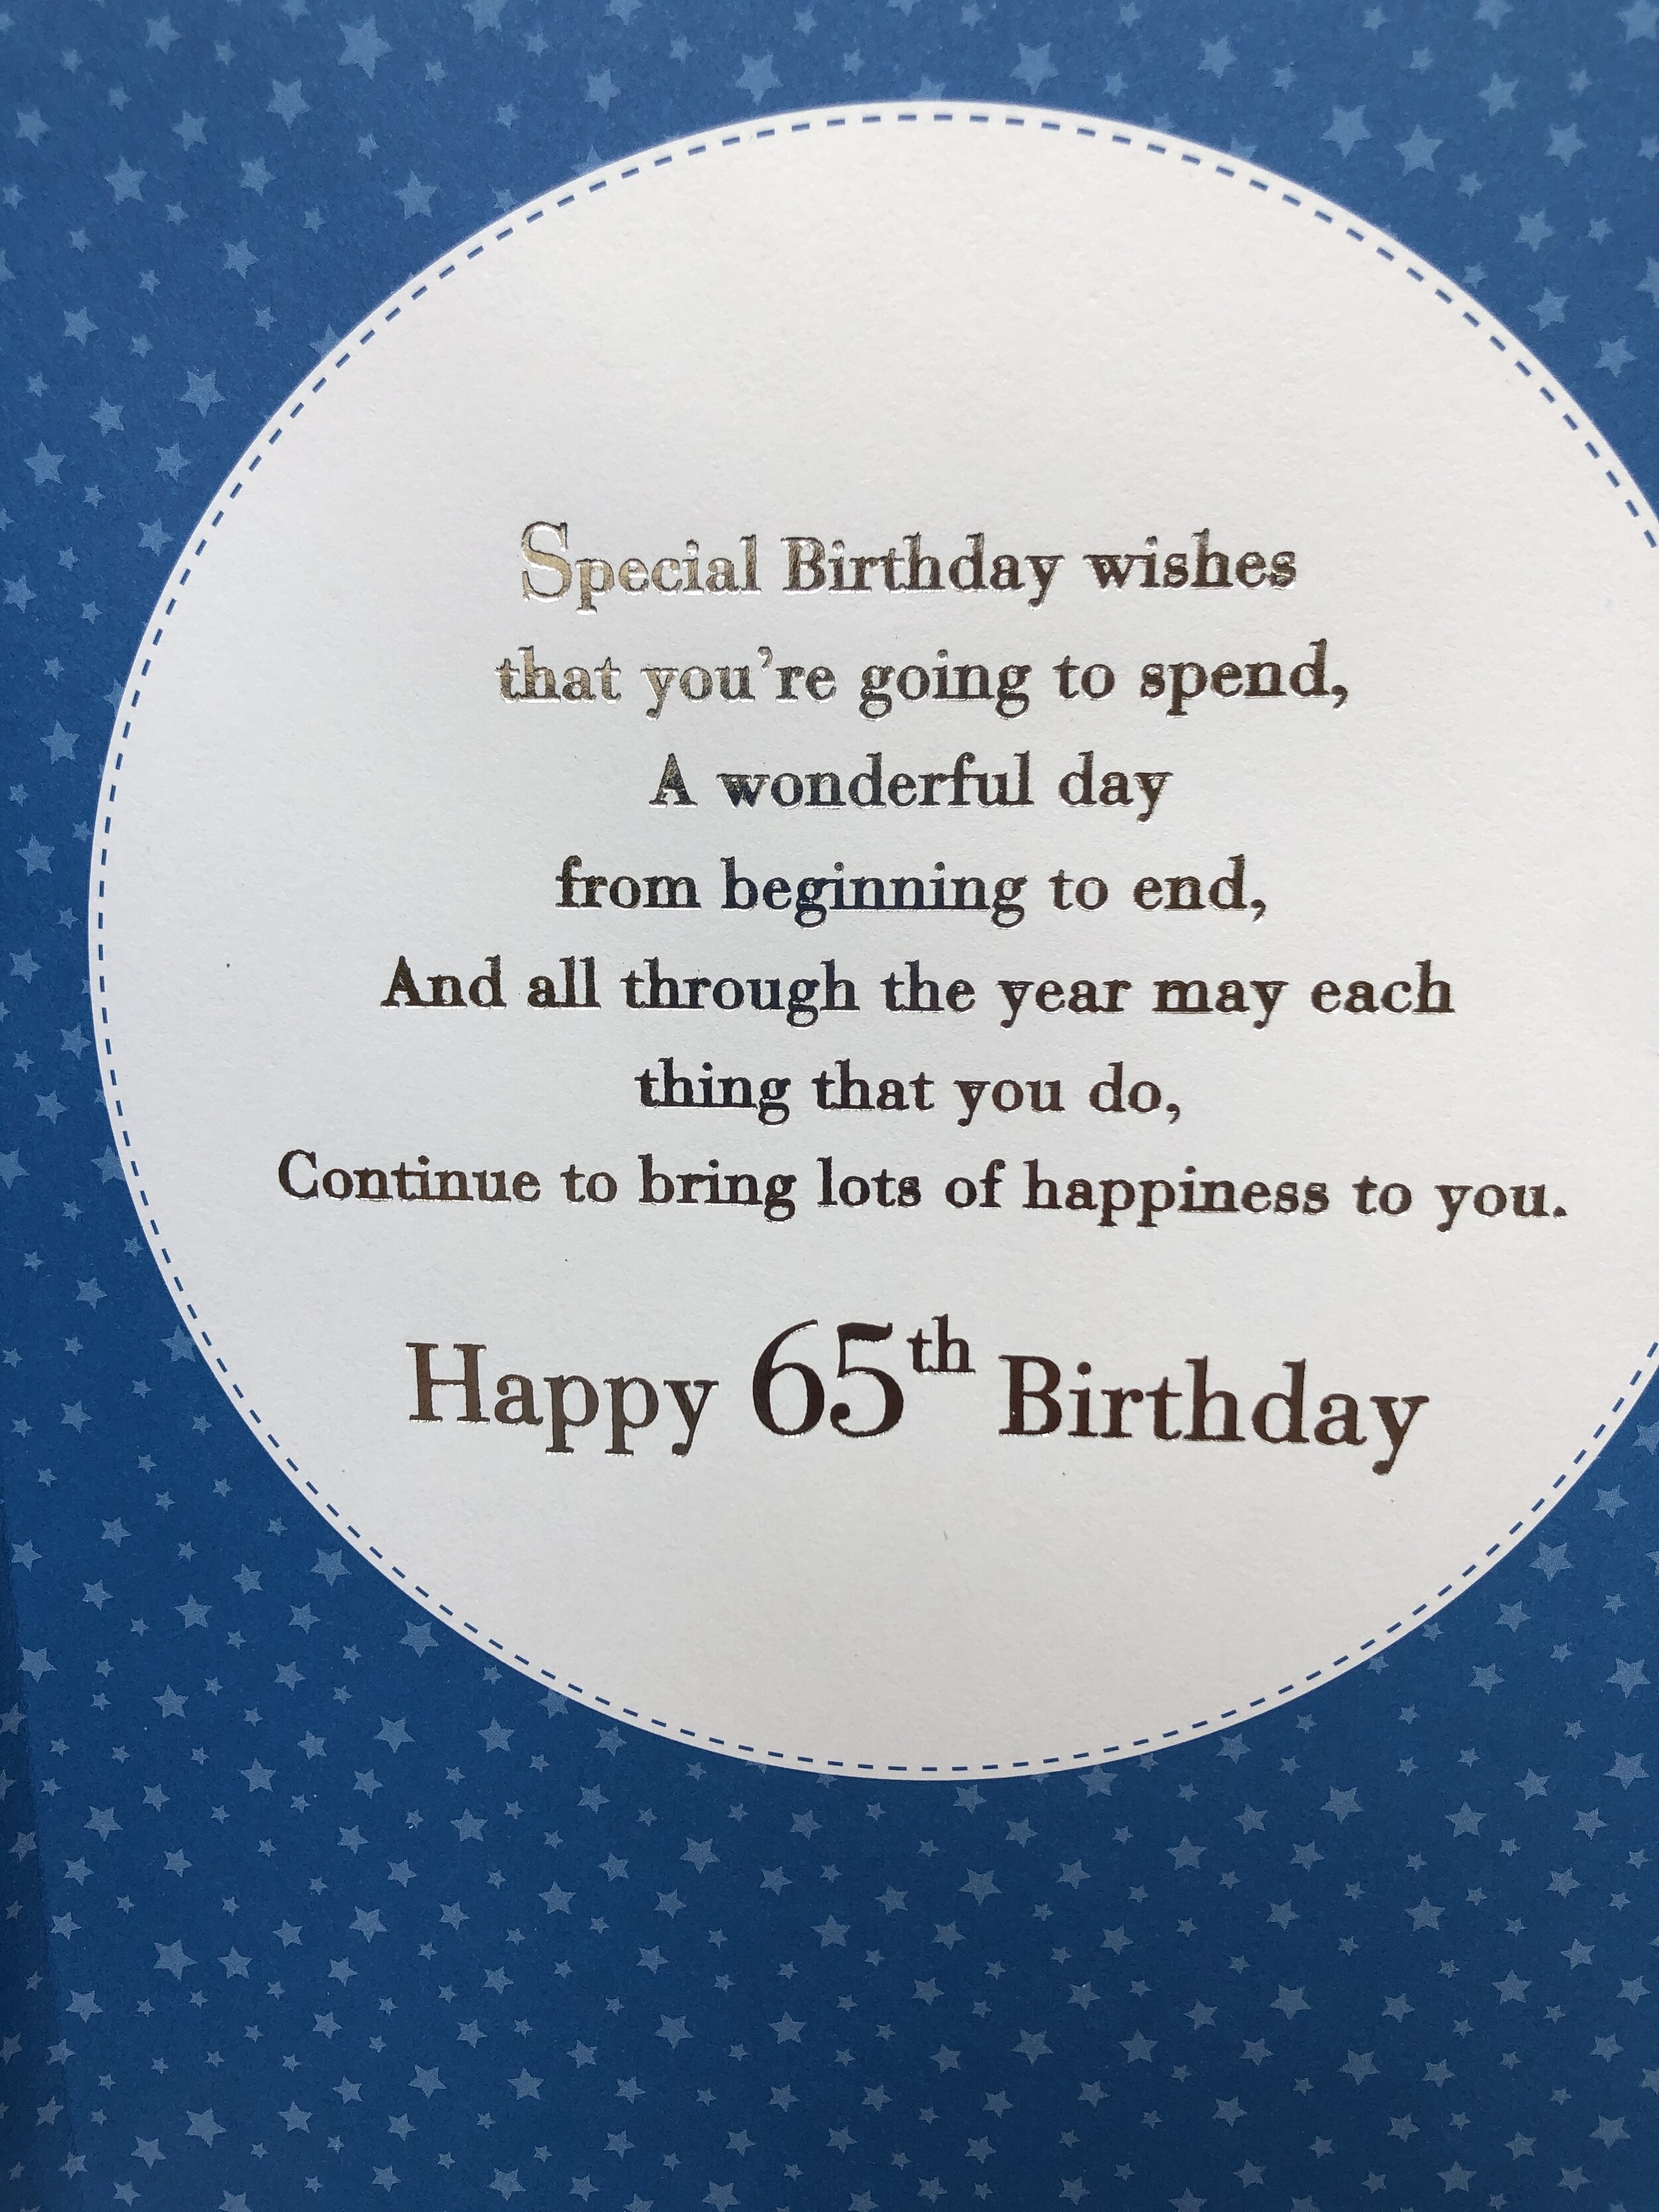 Special Birthday wishes
that you're going to spend,
A wonderful day
from beginning to end,
And all through the year may each
thing that you do,
Continue to bring lots of happiness to you.
Happy 65th Birthday